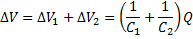 ΔV = ΔV₁ + ΔV₂ = (1/C₁ + 1/C₂) Q